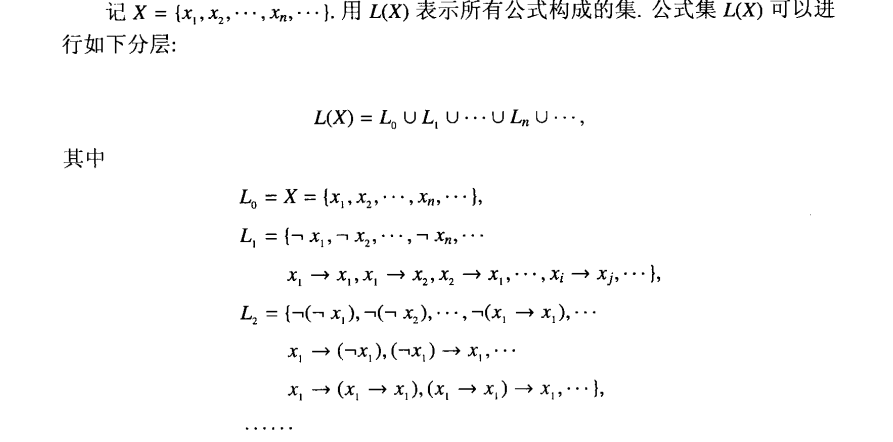 记 X = {x₁, x₂, ⋯, xₙ, ⋯}. 用 L(X) 表示所有公式构成的集. 公式集 L(X) 可以进
行如下分层:
L(X) = L₀ ∪ L₁ ∪ ⋯ ∪ Lₙ ∪ ⋯,
其中
L₀ = X = {x₁, x₂, ⋯, xₙ, ⋯},
L₁ = {¬ x₁, ¬ x₂, ⋯, ¬ xₙ, ⋯
x₁ → x₁, x₁ → x₂, x₂ → x₁, ⋯, xᵢ → xⱼ, ⋯},
L₂ = {¬(¬ x₁), ¬(¬ x₂), ⋯, ¬(x₁ → x₁), ⋯
x₁ → (¬x₁), (¬x₁) → x₁, ⋯
x₁ → (x₁ → x₁), (x₁ → x₁) → x₁, ⋯},
⋯⋯